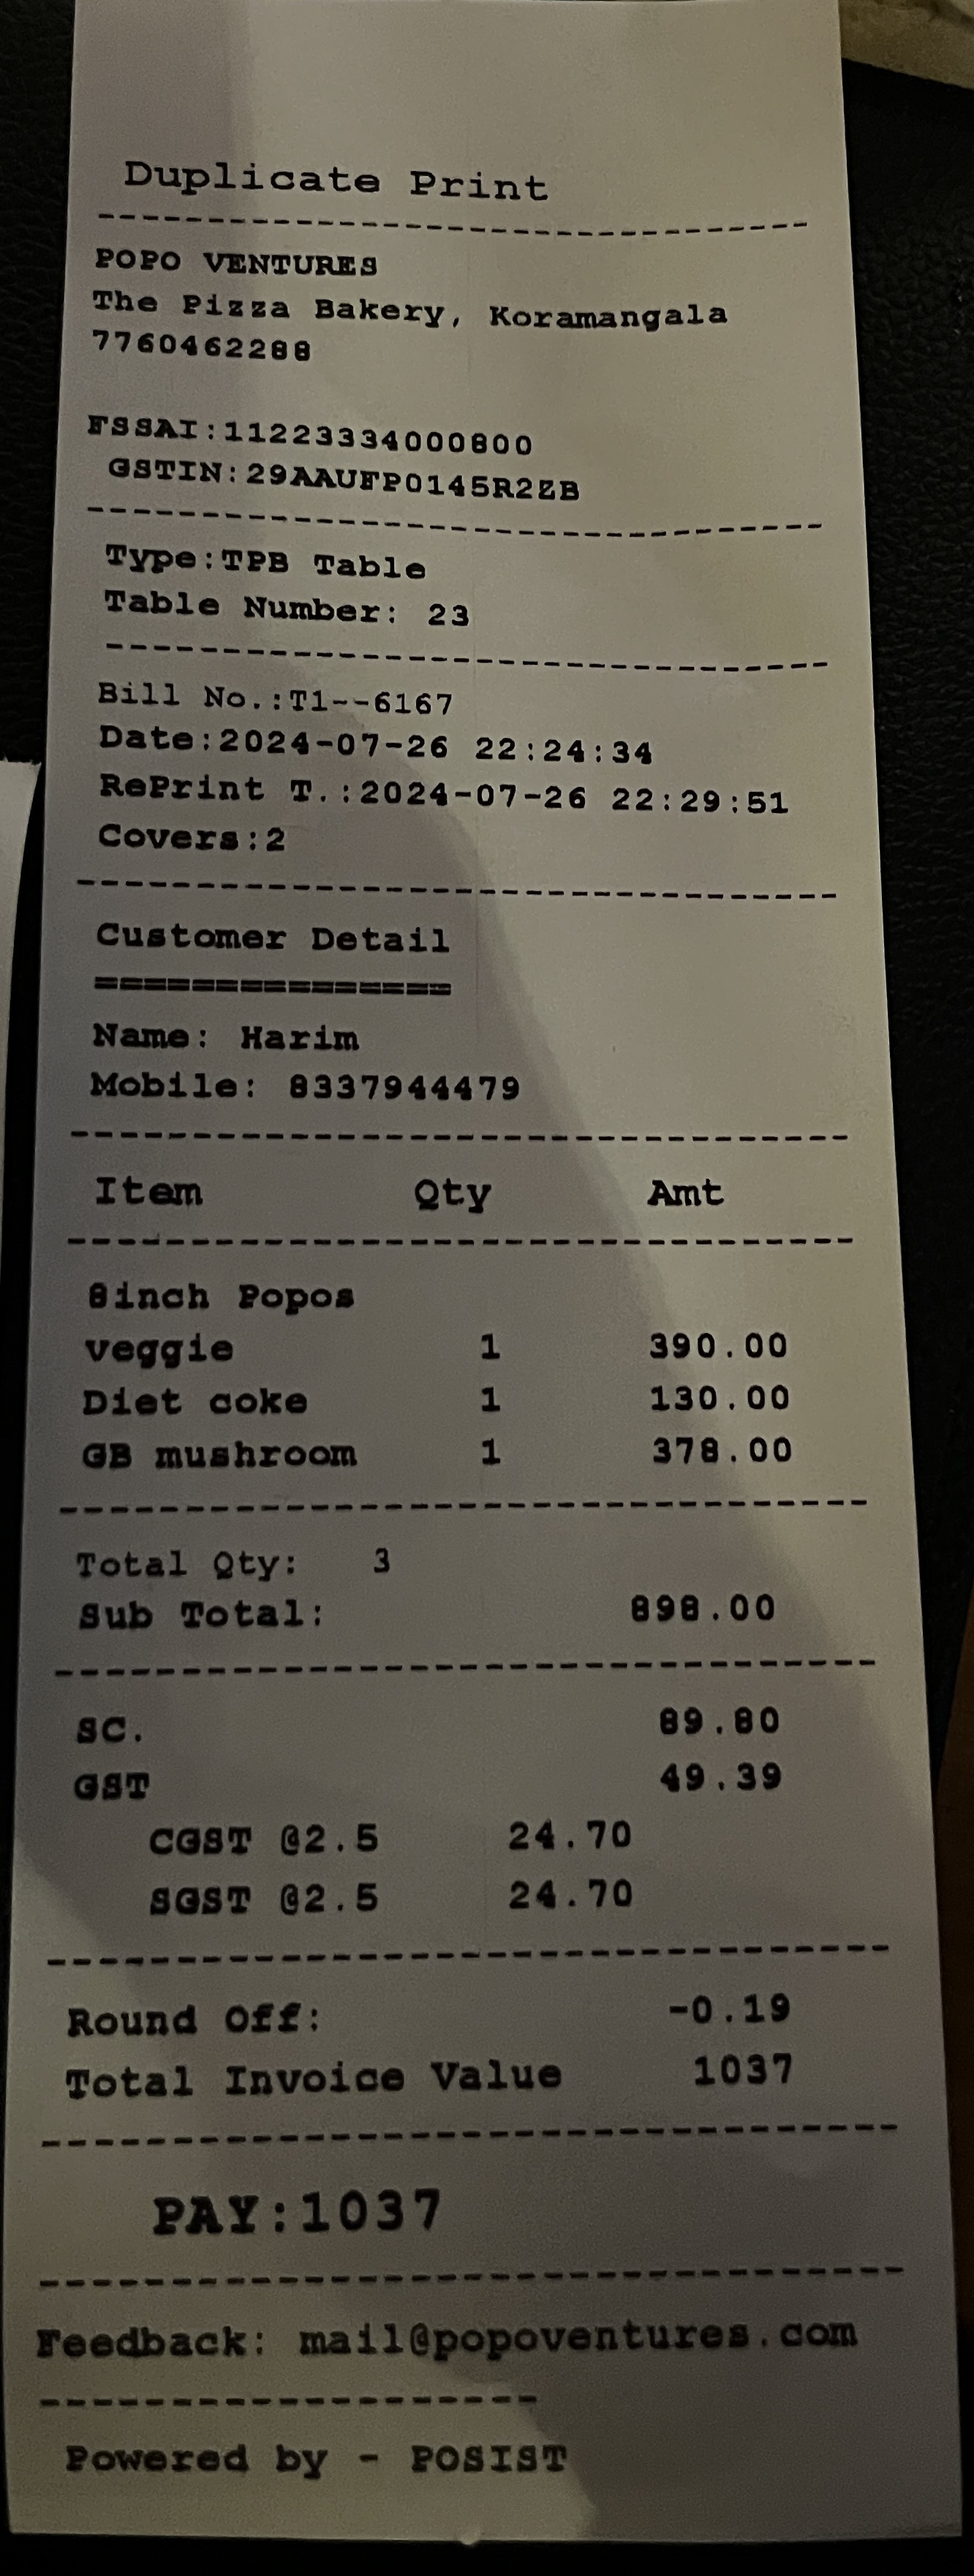 Duplicate Print
--------------------------------
POPO VENTURES
The Pizza Bakery, Koramangala
7760462288
FSSAI:11223334000800
GSTIN:29AAUFP0145R2ZB
--------------------------------
Type:TPB Table
Table Number: 23
--------------------------------
Bill No.:T1--6167
Date:2024-07-26 22:24:34
RePrint T.:2024-07-26 22:29:51
Covers:2
--------------------------------
Customer Detail
===============
Name: Harim
Mobile: 8337944479
--------------------------------
Item Qty Amt
--------------------------------
8inch Popos
veggie 1 390.00
Diet coke 1 130.00
GB mushroom 1 378.00
--------------------------------
Total Qty: 3
Sub Total: 898.00
--------------------------------
SC. 89.80
GST 49.39
CGST @2.5 24.70
SGST @2.5 24.70
--------------------------------
Round Off: -0.19
Total Invoice Value 1037
--------------------------------
PAY:1037
--------------------------------
Feedback: mail@popoventures.com
-------------------
Powered by - POSIST